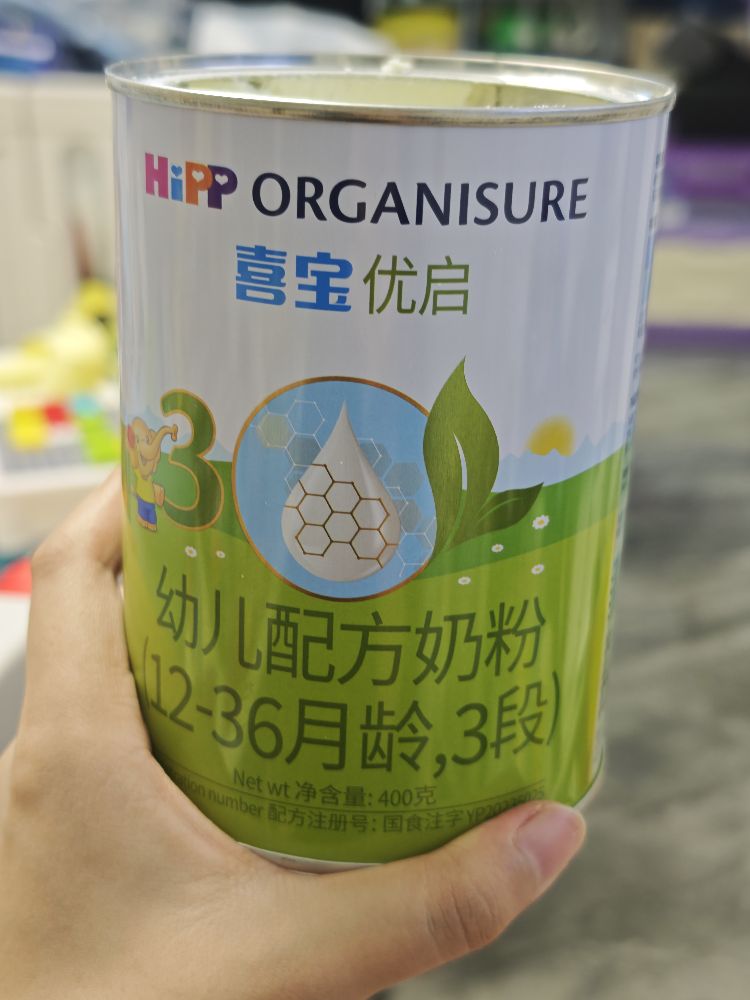 HiPP ORGANISURE
喜宝优启
3
幼儿配方奶粉
(12-36月龄,3段)
Net wt 净含量: 400克
number 配方注册号: 国食注字